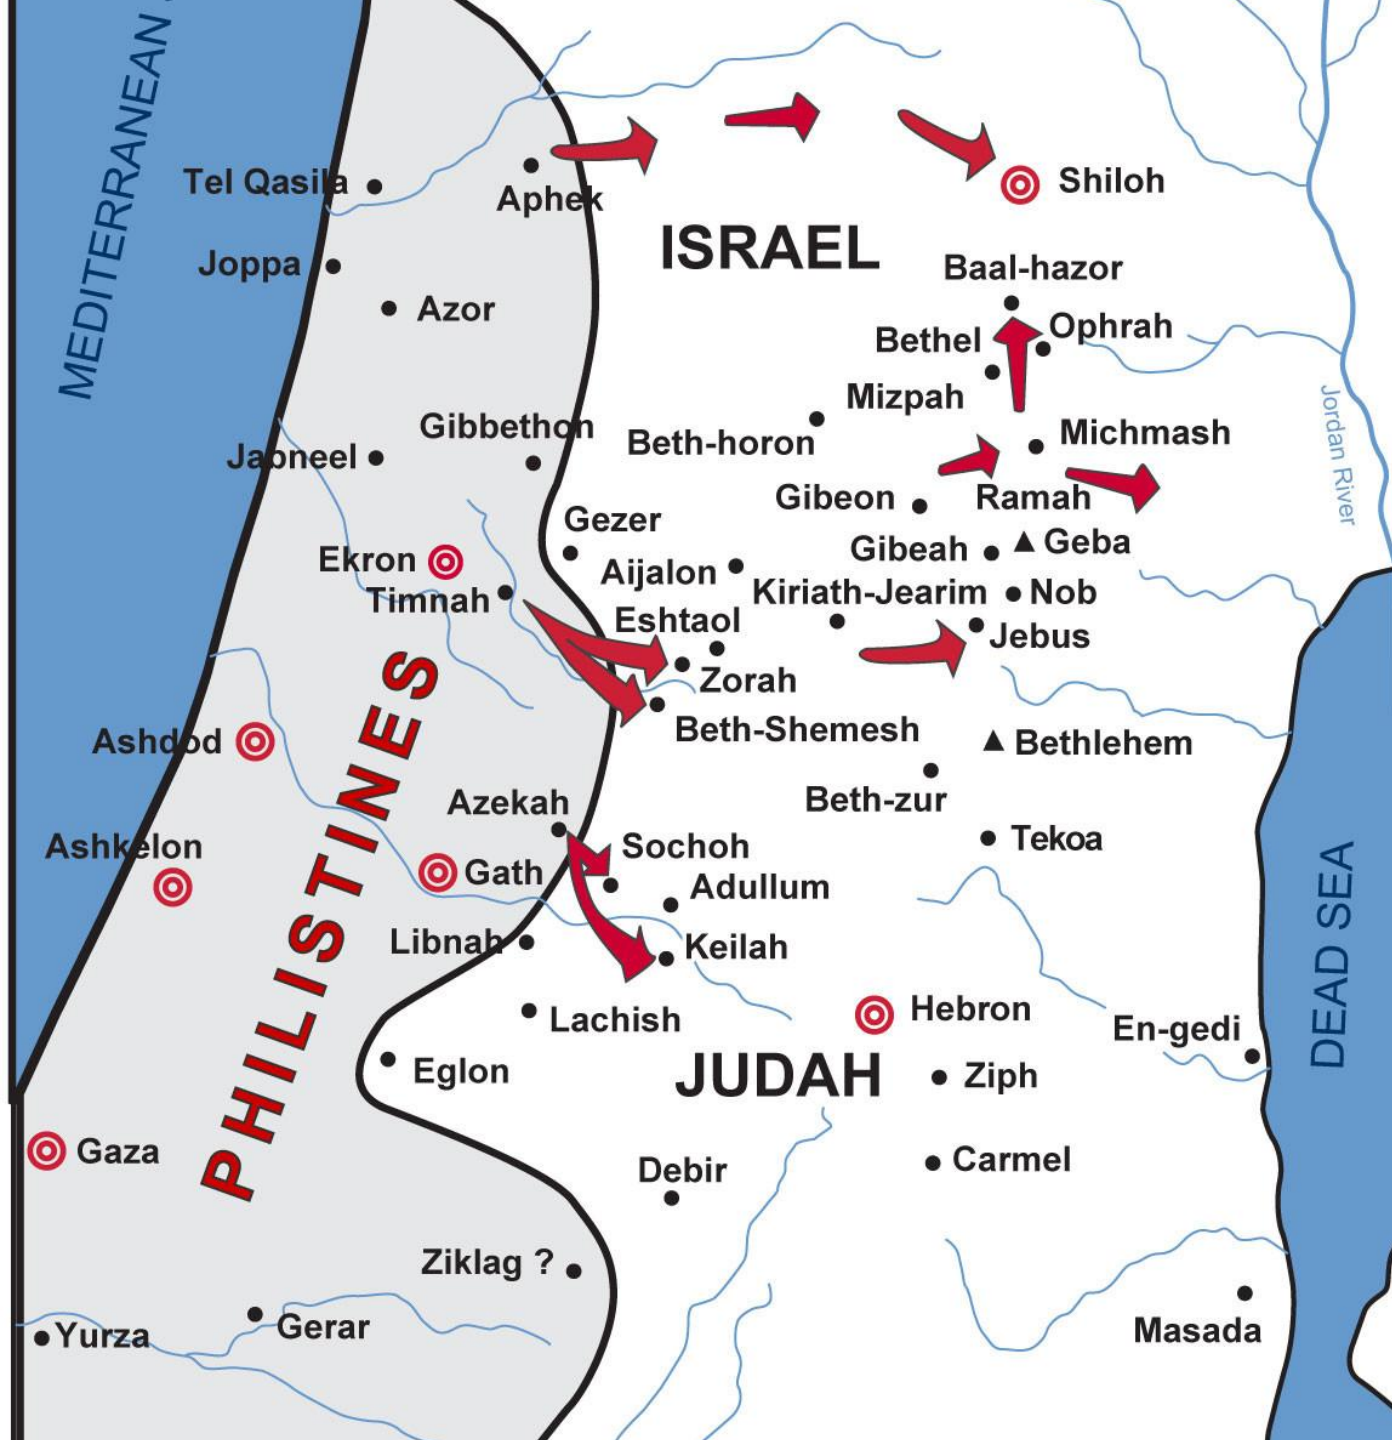 MEDITERRANEAN
Tel Qasila
Aphek
Shiloh
ISRAEL
Joppa
Baal-hazor
Azor
Ophrah
Bethel
Mizpah
Gibbethon
Beth-horon
Michmash
Jabneel
Jordan River
Gibeon
Ramah
Gezer
Gibeah
Geba
Ekron
Aijalon
Kiriath-Jearim
Nob
Timnah
Eshtaol
Jebus
Zorah
Beth-Shemesh
Ashdod
Bethlehem
PHILISTINES
Azekah
Beth-zur
Ashkelon
Sochoh
Tekoa
Gath
Adullum
Libnah
Keilah
DEAD SEA
Lachish
Hebron
En-gedi
Eglon
JUDAH
Ziph
Gaza
Debir
Carmel
Ziklag ?
Yurza
Gerar
Masada